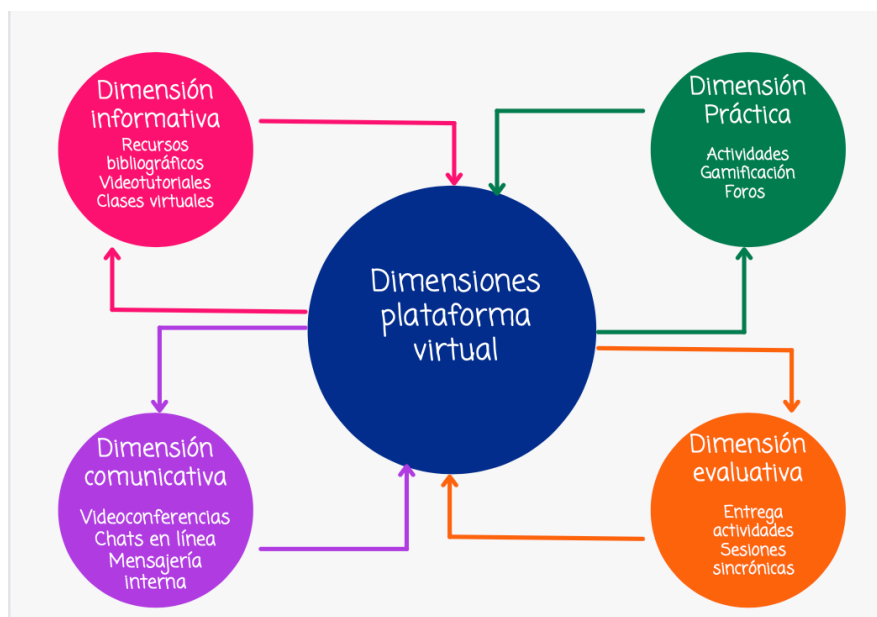 Dimensión
informativa
Recursos
bibliográficos
Videotutoriales
Clases virtuales
Dimensión
Práctica
Actividades
Gamificación
Foros
Dimensiones
plataforma
virtual
Dimensión
comunicativa
Videoconferencias
Chats en línea
Mensajería
interna
Dimensión
evaluativa
Entrega
actividades
Sesiones
sincrónicas